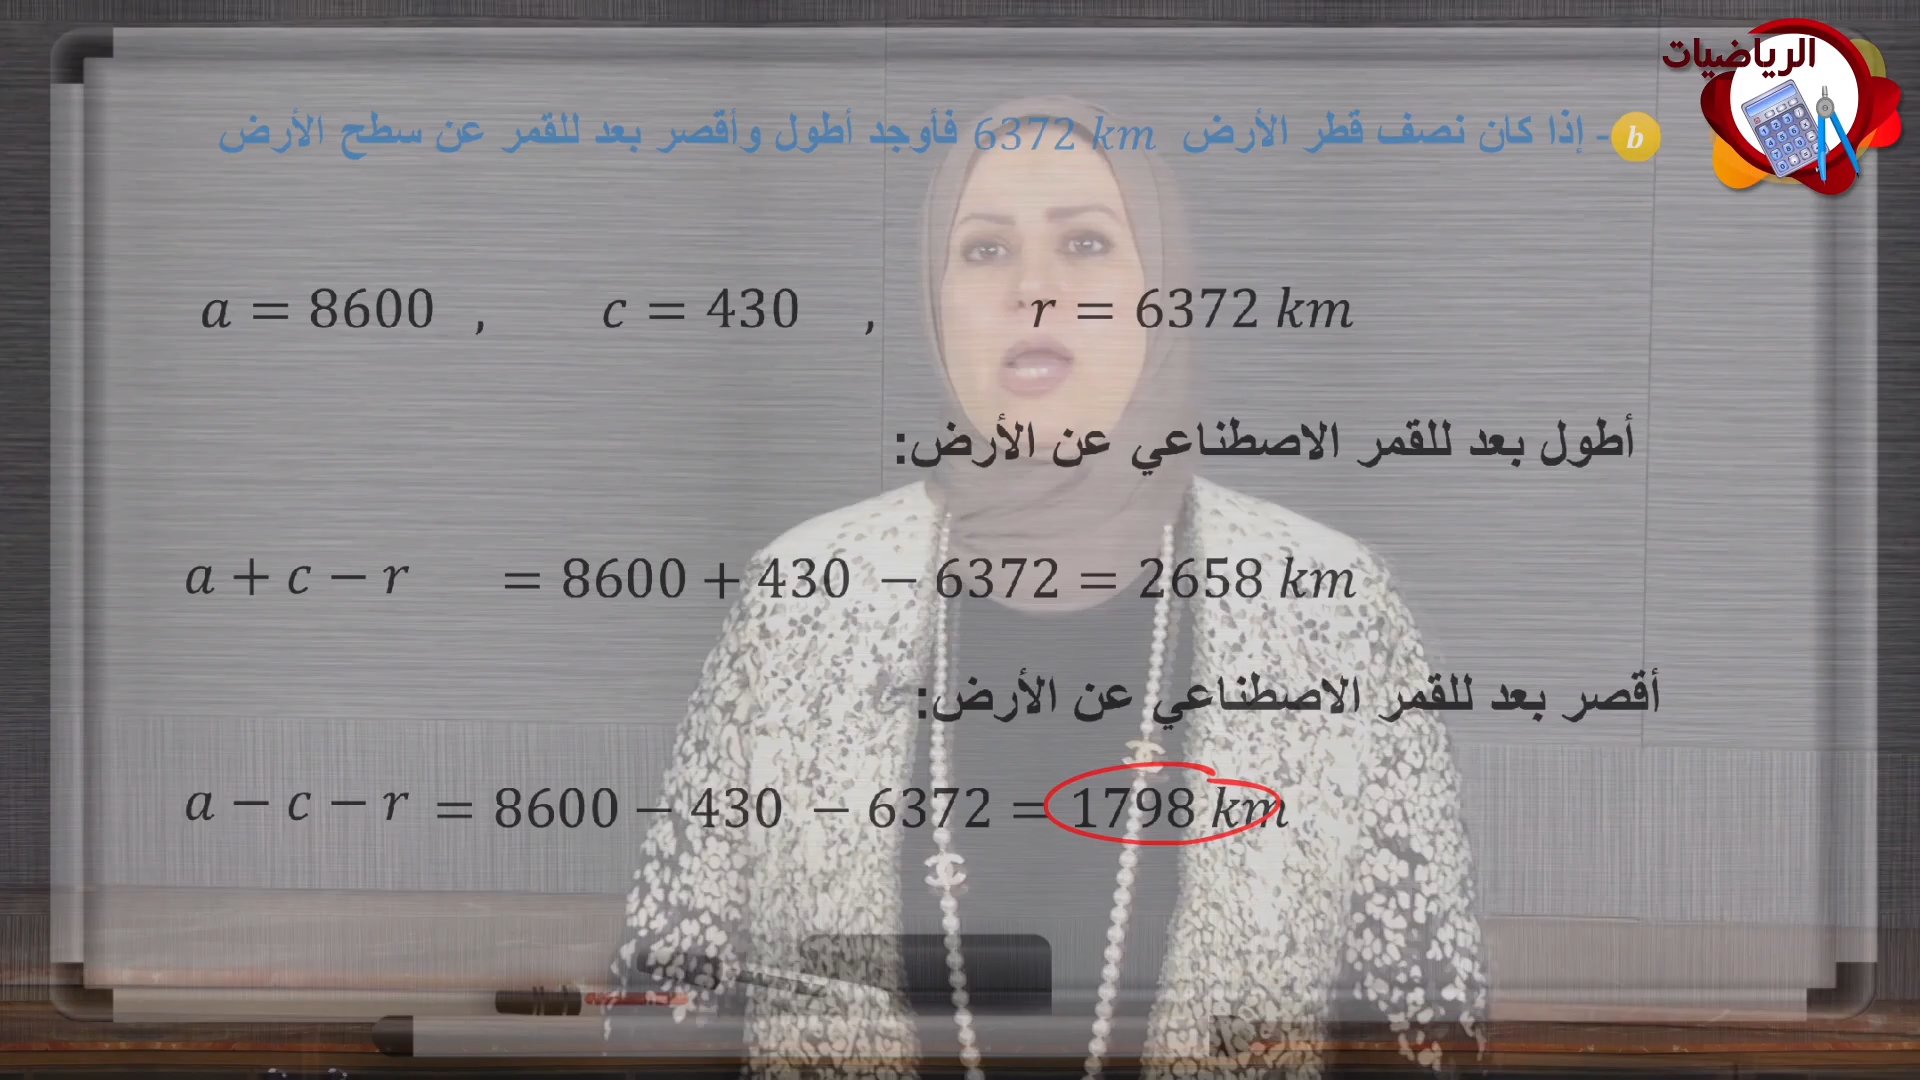 الرياضيات
b - إذا كان نصف قطر الأرض 6372 km فأوجد أطول وأقصر بعد للقمر عن سطح الأرض
a = 8600 , c = 430 , r = 6372 km
أطول بعد للقمر الاصطناعي عن الأرض:
a + c − r = 8600 + 430 − 6372 = 2658 km
أقصر بعد للقمر الاصطناعي عن الأرض:
a − c − r = 8600 − 430 − 6372 = 1798 km